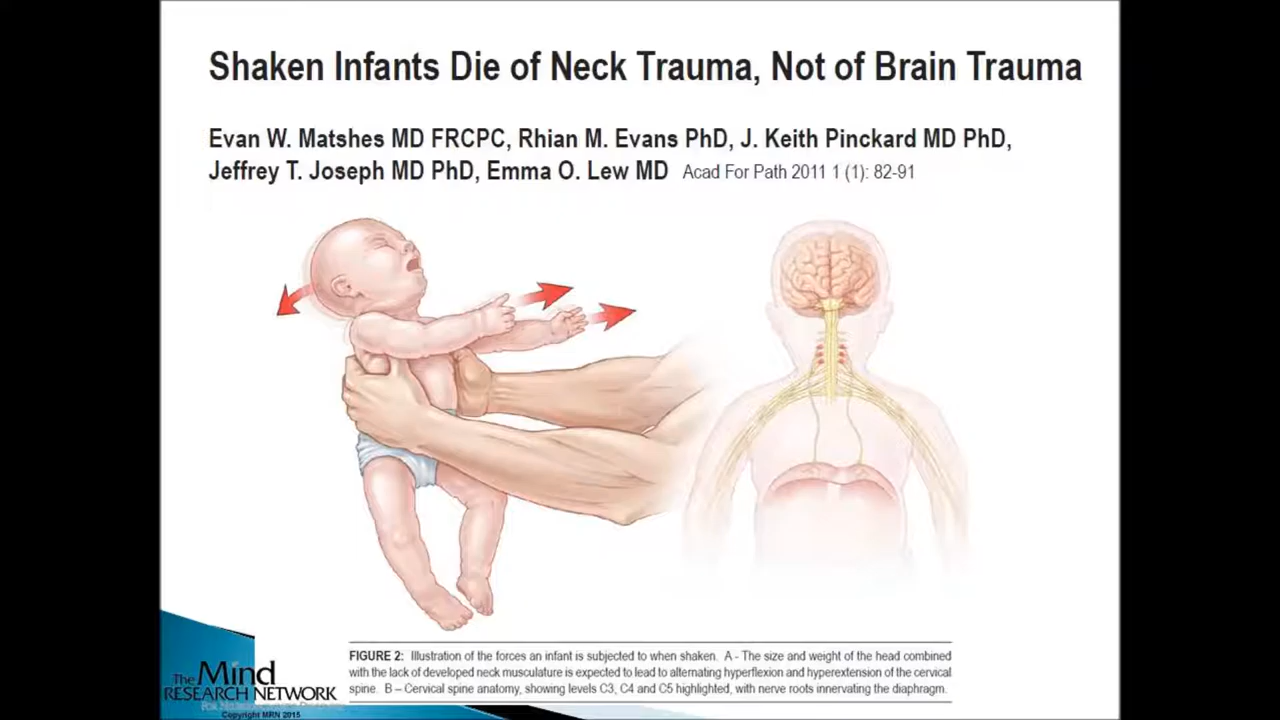 Shaken Infants Die of Neck Trauma, Not of Brain Trauma
Evan W. Matshes MD FRCPC, Rhian M. Evans PhD, J. Keith Pinckard MD PhD,
Jeffrey T. Joseph MD PhD, Emma O. Lew MD Acad For Path 2011 1 (1): 82-91
FIGURE 2: Illustration of the forces an infant is subjected to when shaken. A - The size and weight of the head combined
with the lack of developed neck musculature is expected to lead to alternating hyperflexion and hyperextension of the cervical
spine. B – Cervical spine anatomy, showing levels C3, C4 and C5 highlighted, with nerve roots innervating the diaphragm.
The Mind
RESEARCH NETWORK
Copyright MRN 2015